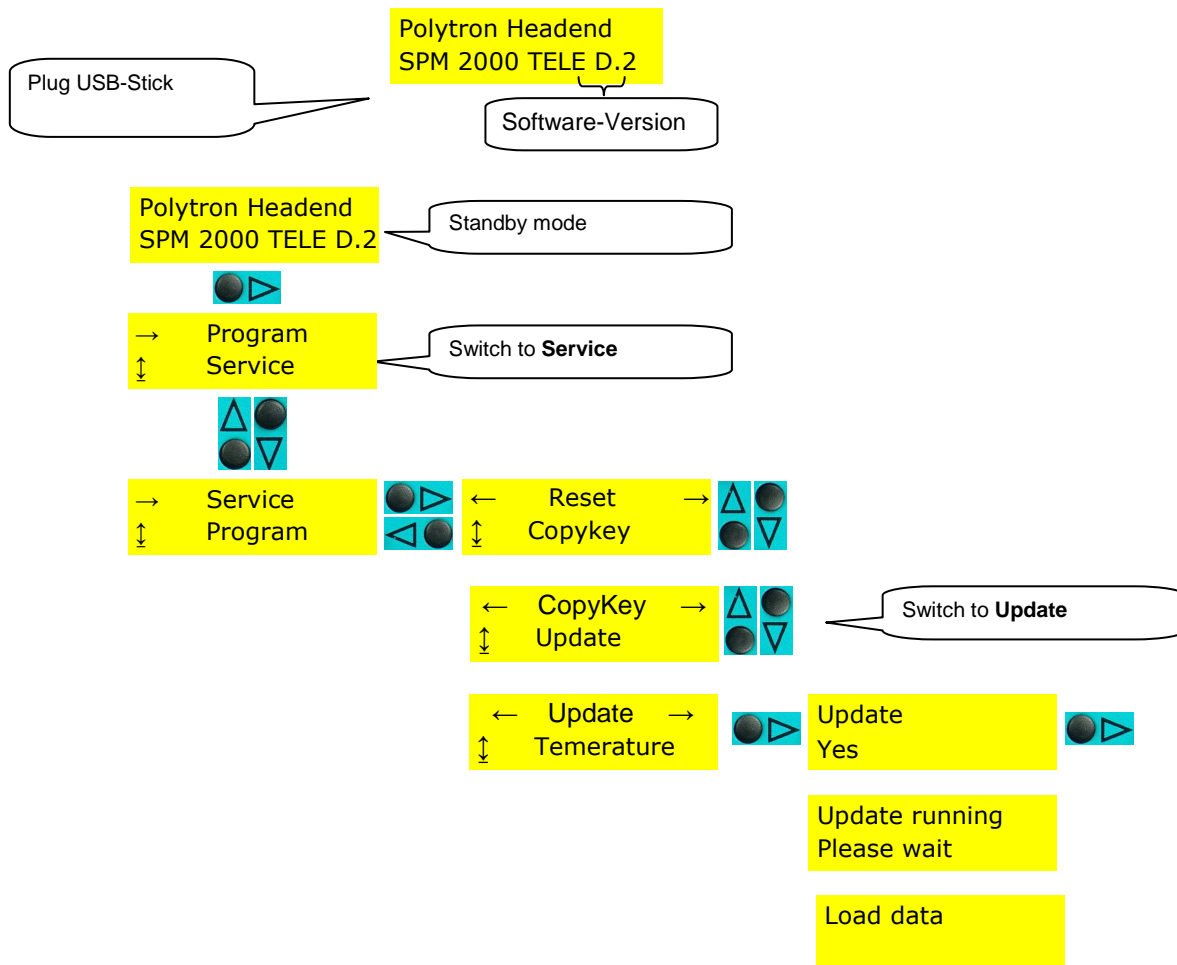 Polytron Headend
SPM 2000 TELE D.2
Plug USB-Stick
Software-Version
Polytron Headend
SPM 2000 TELE D.2
Standby mode
→ Program
↕ Service
Switch to Service
→ Service
↕ Program
← Reset →
↕ Copykey
← CopyKey →
↕ Update
Switch to Update
← Update →
↕ Temerature
Update
Yes
Update running
Please wait
Load data